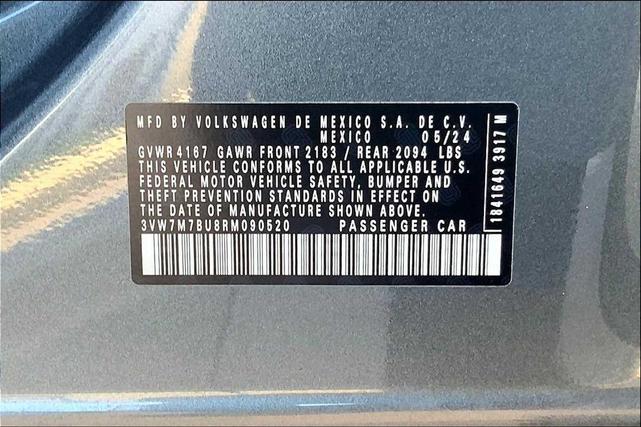 MFD BY VOLKSWAGEN DE MEXICO S.A. DE C.V.
MEXICO 05/24
GVWR 4167 GAWR FRONT 2183 / REAR 2094 LBS
THIS VEHICLE CONFORMS TO ALL APPLICABLE U.S.
FEDERAL MOTOR VEHICLE SAFETY, BUMPER AND
THEFT PREVENTION STANDARDS IN EFFECT ON
THE DATE OF MANUFACTURE SHOWN ABOVE.
3VW7M7BU8RM090520 PASSENGER CAR
1841649 3917 M